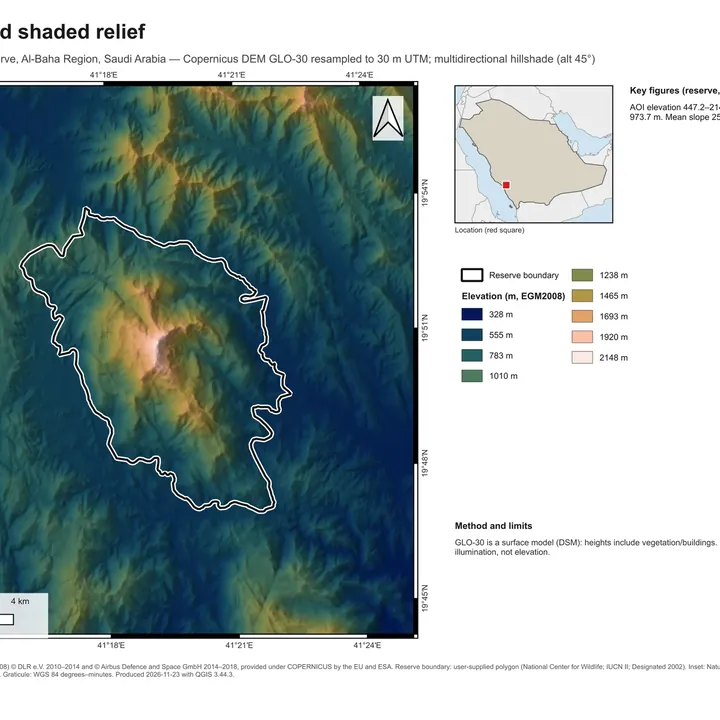 d shaded relief
rve, Al-Baha Region, Saudi Arabia — Copernicus DEM GLO-30 resampled to 30 m UTM; multidirectional hillshade (alt 45°)
41°18'E 41°21'E 41°24'E
19°54'N
19°51'N
19°48'N
19°45'N
4 km
41°18'E 41°21'E 41°24'E
Location (red square)
Key figures (reserve,
AOI elevation 447.2–214
973.7 m. Mean slope 25
Reserve boundary
Elevation (m, EGM2008)
328 m
555 m
783 m
1010 m
1238 m
1465 m
1693 m
1920 m
2148 m
Method and limits
GLO-30 is a surface model (DSM): heights include vegetation/buildings.
illumination, not elevation.
08) © DLR e.V. 2010–2014 and © Airbus Defence and Space GmbH 2014–2018, provided under COPERNICUS by the EU and ESA. Reserve boundary: user-supplied polygon (National Center for Wildlife; IUCN II; Designated 2002). Inset: Natu
. Graticule: WGS 84 degrees–minutes. Produced 2026-11-23 with QGIS 3.44.3.